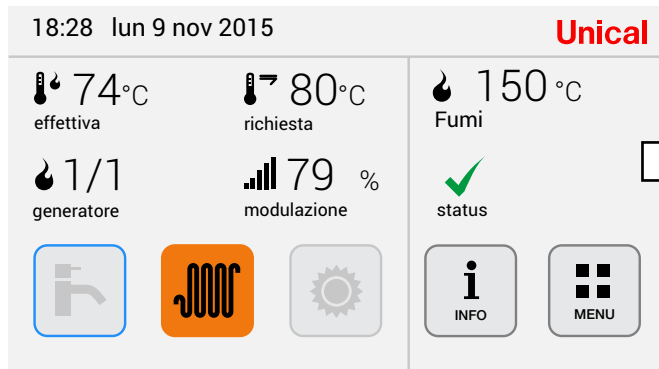 18:28 lun 9 nov 2015
Unical
74°C
effettiva
80°C
richiesta
1/1
generatore
79 %
modulazione
150 °C
Fumi
status
i
INFO
MENU